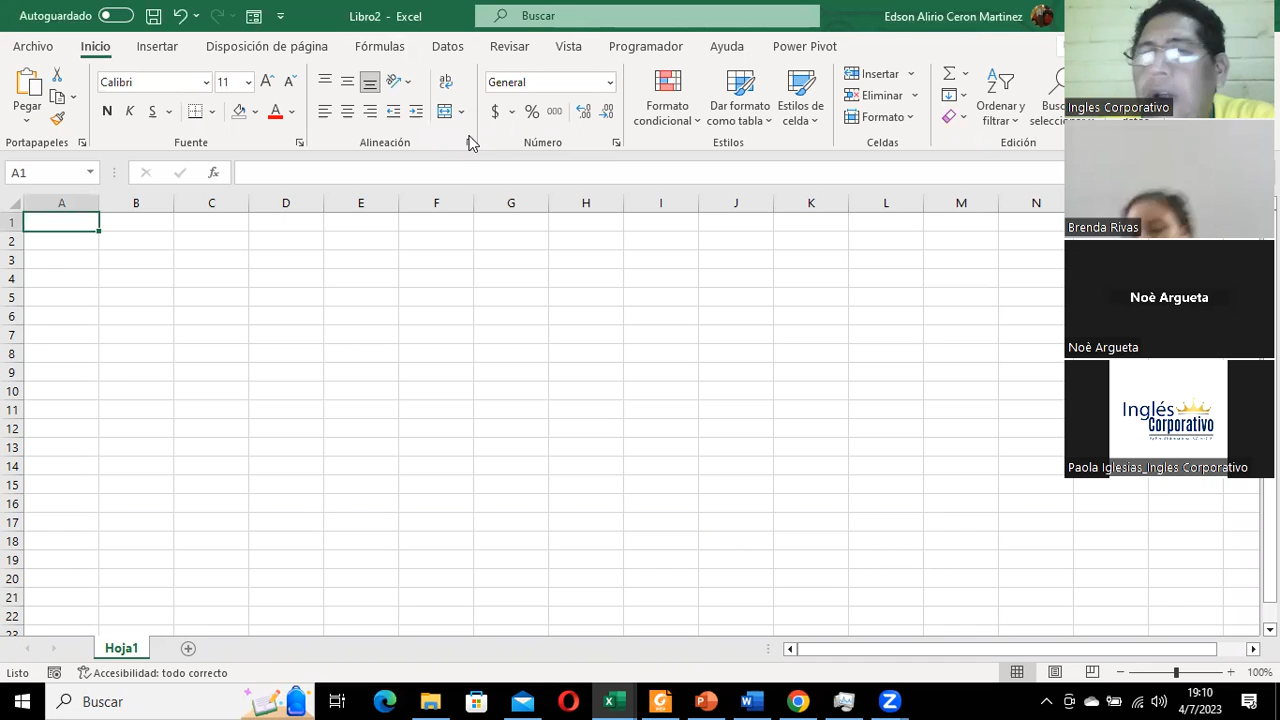 Autoguardado
Libro2 - Excel
Buscar
Edson Alirio Ceron Martinez
Archivo Inicio Insertar Disposición de página Fórmulas Datos Revisar Vista Programador Ayuda Power Pivot
Pegar
Calibri 11
N K S
General
$ % 000
Formato condicional
Dar formato como tabla
Estilos de celda
Insertar
Eliminar
Formato
Ordenar y filtrar
Portapapeles Fuente Alineación Número Estilos Celdas Edición
A1
fx
A B C D E F G H I J K L M N
1
2
3
4
5
6
7
8
9
10
11
12
13
14
15
16
17
18
19
20
21
22
23
Ingles Corporativo
Brenda Rivas
Noè Argueta
Noè Argueta
Inglés
Corporativo
Paola Iglesias_Ingles Corporativo
Hoja1
Listo
Accesibilidad: todo correcto
100%
Buscar
19:10
4/7/2023